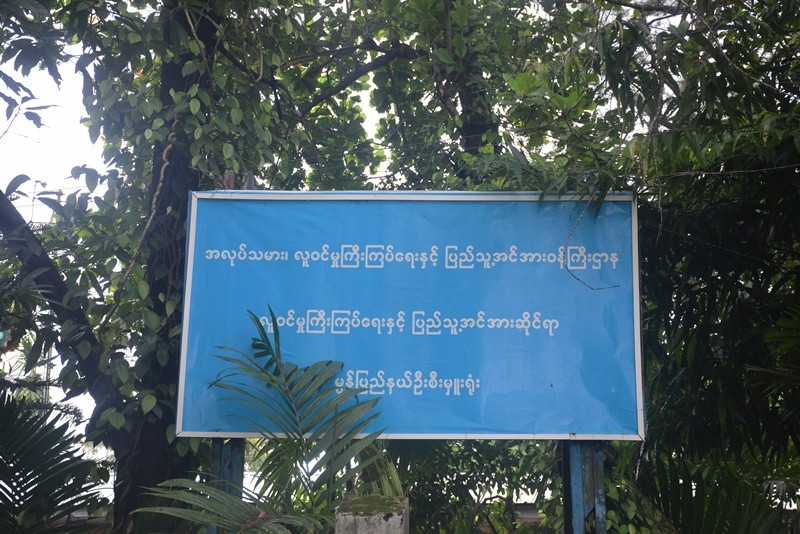 အလုပ်သမား၊ လူဝင်မှုကြီးကြပ်ရေးနှင့် ပြည်သူ့အင်အားဝန်ကြီးဌာန
လူဝင်မှုကြီးကြပ်ရေးနှင့် ပြည်သူ့အင်အားဆိုင်ရာ
မွန်ပြည်နယ်ဦးစီးမှူးရုံး